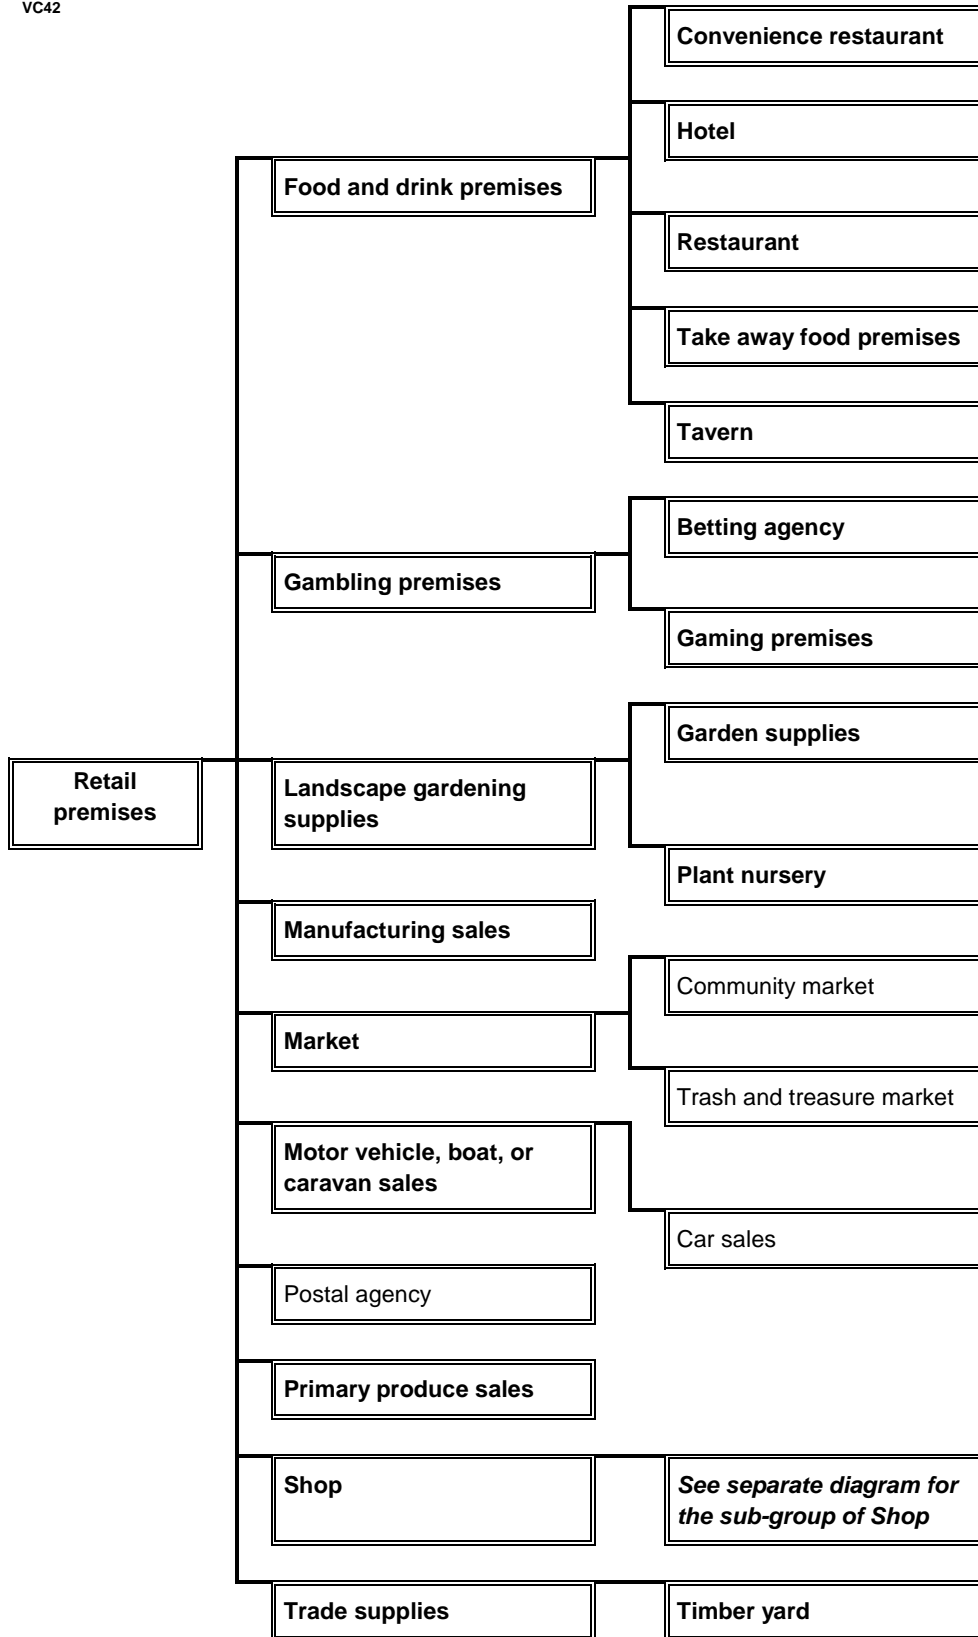 VC42
Convenience restaurant
Hotel
Food and drink premises
Restaurant
Take away food premises
Tavern
Betting agency
Gambling premises
Gaming premises
Garden supplies
Retail
premises
Landscape gardening
supplies
Plant nursery
Manufacturing sales
Community market
Market
Trash and treasure market
Motor vehicle, boat, or
caravan sales
Car sales
Postal agency
Primary produce sales
Shop
See separate diagram for
the sub-group of Shop
Trade supplies
Timber yard